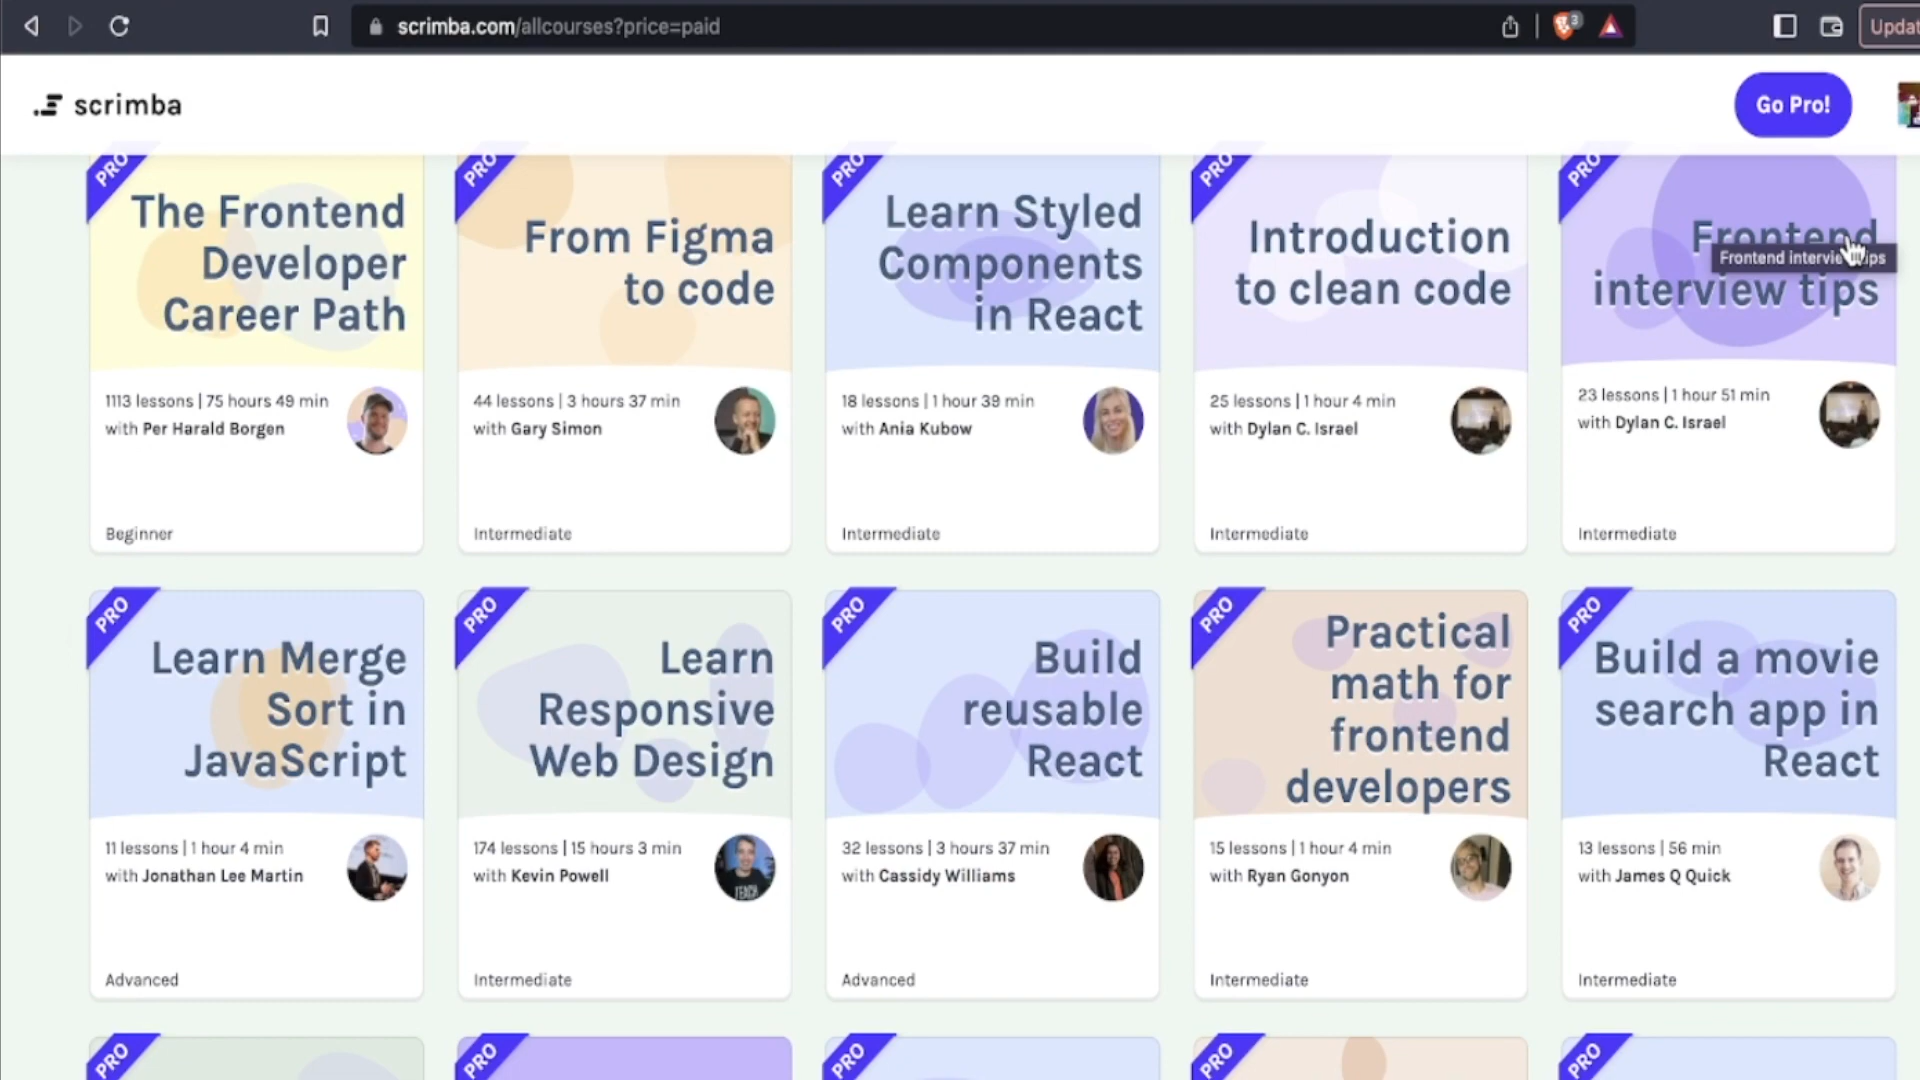 scrimba.com/allcourses?price=paid
3
Updat
scrimba
Go Pro!
PRO
The Frontend
Developer
Career Path
1113 lessons | 75 hours 49 min
with Per Harald Borgen
Beginner
PRO
From Figma
to code
44 lessons | 3 hours 37 min
with Gary Simon
Intermediate
PRO
Learn Styled
Components
in React
18 lessons | 1 hour 39 min
with Ania Kubow
Intermediate
PRO
Introduction
to clean code
25 lessons | 1 hour 4 min
with Dylan C. Israel
Intermediate
PRO
Frontend
interview tips
Frontend interview tips
23 lessons | 1 hour 51 min
with Dylan C. Israel
Intermediate
PRO
Learn Merge
Sort in
JavaScript
11 lessons | 1 hour 4 min
with Jonathan Lee Martin
Advanced
PRO
Learn
Responsive
Web Design
174 lessons | 15 hours 3 min
with Kevin Powell
TEACH
Intermediate
PRO
Build
reusable
React
32 lessons | 3 hours 37 min
with Cassidy Williams
Advanced
PRO
Practical
math for
frontend
developers
15 lessons | 1 hour 4 min
with Ryan Gonyon
Intermediate
PRO
Build a movie
search app in
React
13 lessons | 56 min
with James Q Quick
Intermediate
PRO
PRO
PRO
PRO
PRO